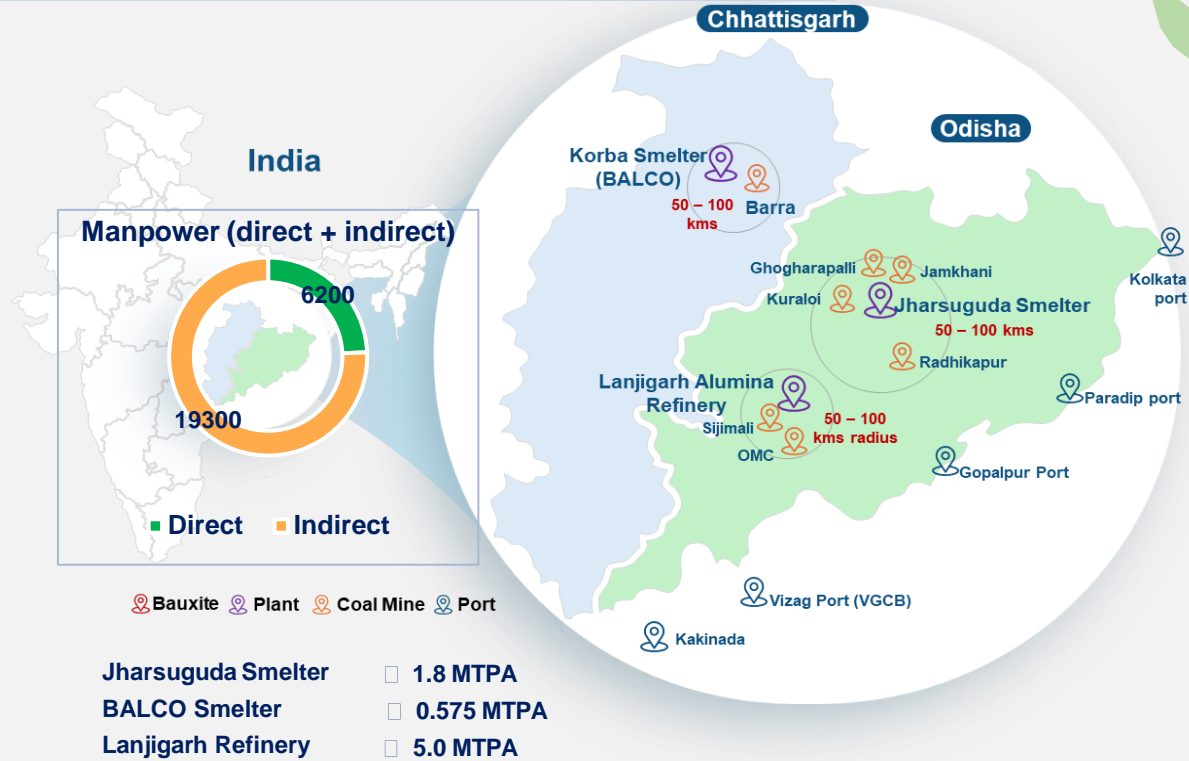 Chhattisgarh
Odisha
India
Korba Smelter
(BALCO)
50 – 100
kms
Barra
Manpower (direct + indirect)
6200
19300
Direct
Indirect
Ghogharapalli
Jamkhani
Kuraloi
Jharsuguda Smelter
50 – 100 kms
Radhikapur
Kolkata
port
Lanjigarh Alumina
Refinery
Sijimali
OMC
50 – 100
kms radius
Paradip port
Gopalpur Port
Vizag Port (VGCB)
Kakinada
Bauxite Plant Coal Mine Port
Jharsuguda Smelter 1.8 MTPA
BALCO Smelter 0.575 MTPA
Lanjigarh Refinery 5.0 MTPA